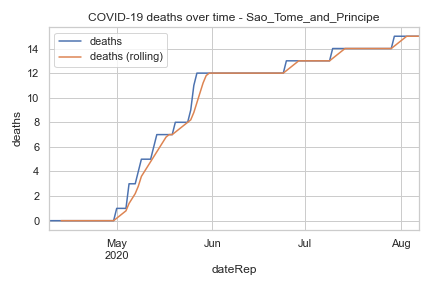 COVID-19 deaths over time - Sao_Tome_and_Principe
deaths
deaths (rolling)
14
12
10
8
6
4
2
0
deaths
May
2020
Jun
Jul
Aug
dateRep